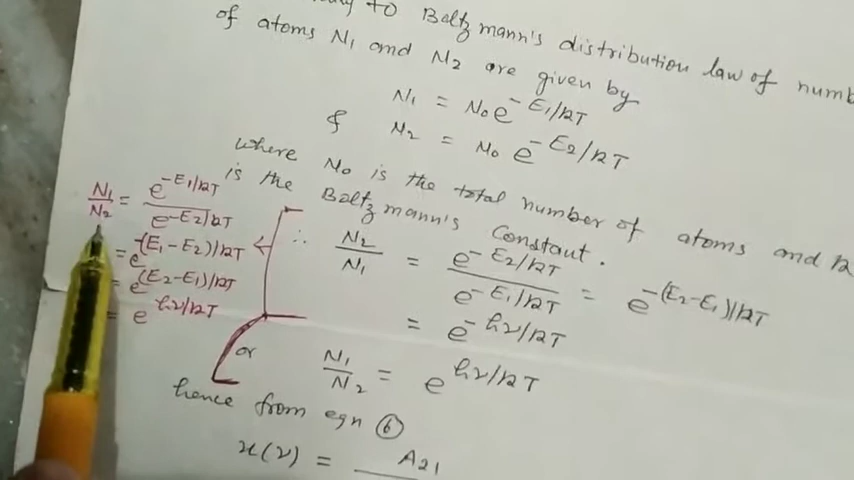 to Boltzmann's distribution law of
of atoms N₁ and N₂ are given by
N₁ = N₀e^-E₁/kT
& N₂ = N₀ e^-E₂/kT
where N₀ is the total number of atoms and k
is the Boltzmann's Constant.
N₁/N₂ = e^-E₁/kT / e^-E₂/kT
= e^-(E₁-E₂)/kT
= e^(E₂-E₁)/kT
= e^hν/kT
∴ N₂/N₁ = e^-E₂/kT / e^-E₁/kT = e^-(E₂-E₁)/kT
= e^-hν/kT
or N₁/N₂ = e^hν/kT
hence from eqn ⑥
u(ν) = A₂₁